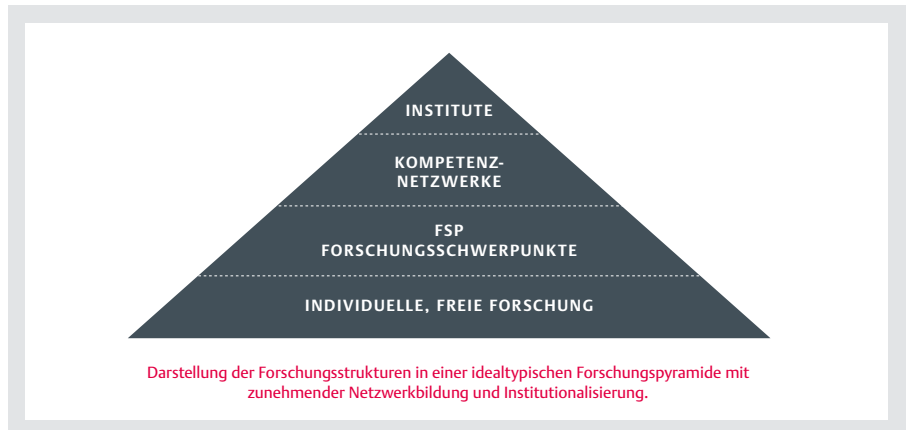 INSTITUTE
KOMPETENZ-
NETZWERKE
FSP
FORSCHUNGSSCHWERPUNKTE
INDIVIDUELLE, FREIE FORSCHUNG
Darstellung der Forschungsstrukturen in einer idealtypischen Forschungspyramide mit
zunehmender Netzwerkbildung und Institutionalisierung.